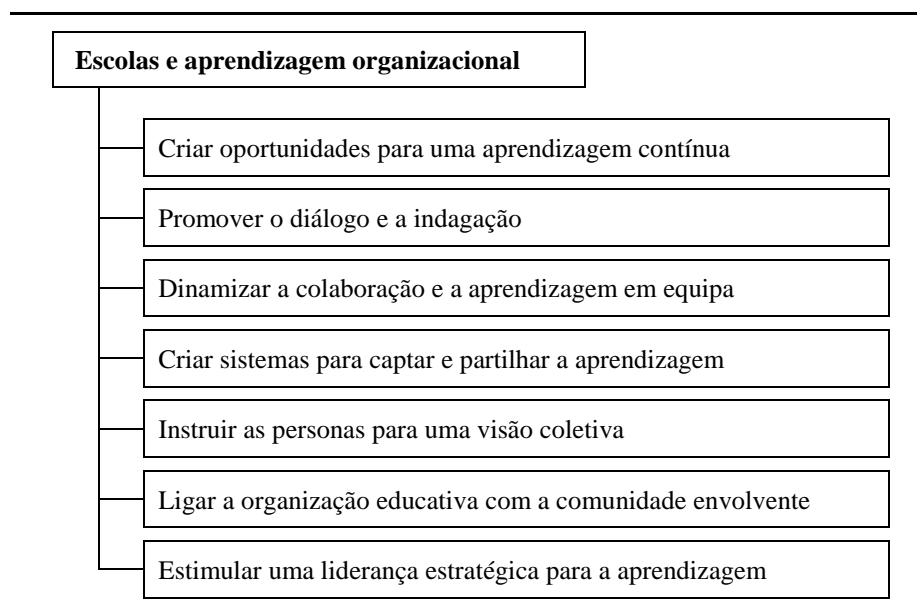 Escolas e aprendizagem organizacional
Criar oportunidades para uma aprendizagem contínua
Promover o diálogo e a indagação
Dinamizar a colaboração e a aprendizagem em equipa
Criar sistemas para captar e partilhar a aprendizagem
Instruir as personas para uma visão coletiva
Ligar a organização educativa com a comunidade envolvente
Estimular uma liderança estratégica para a aprendizagem